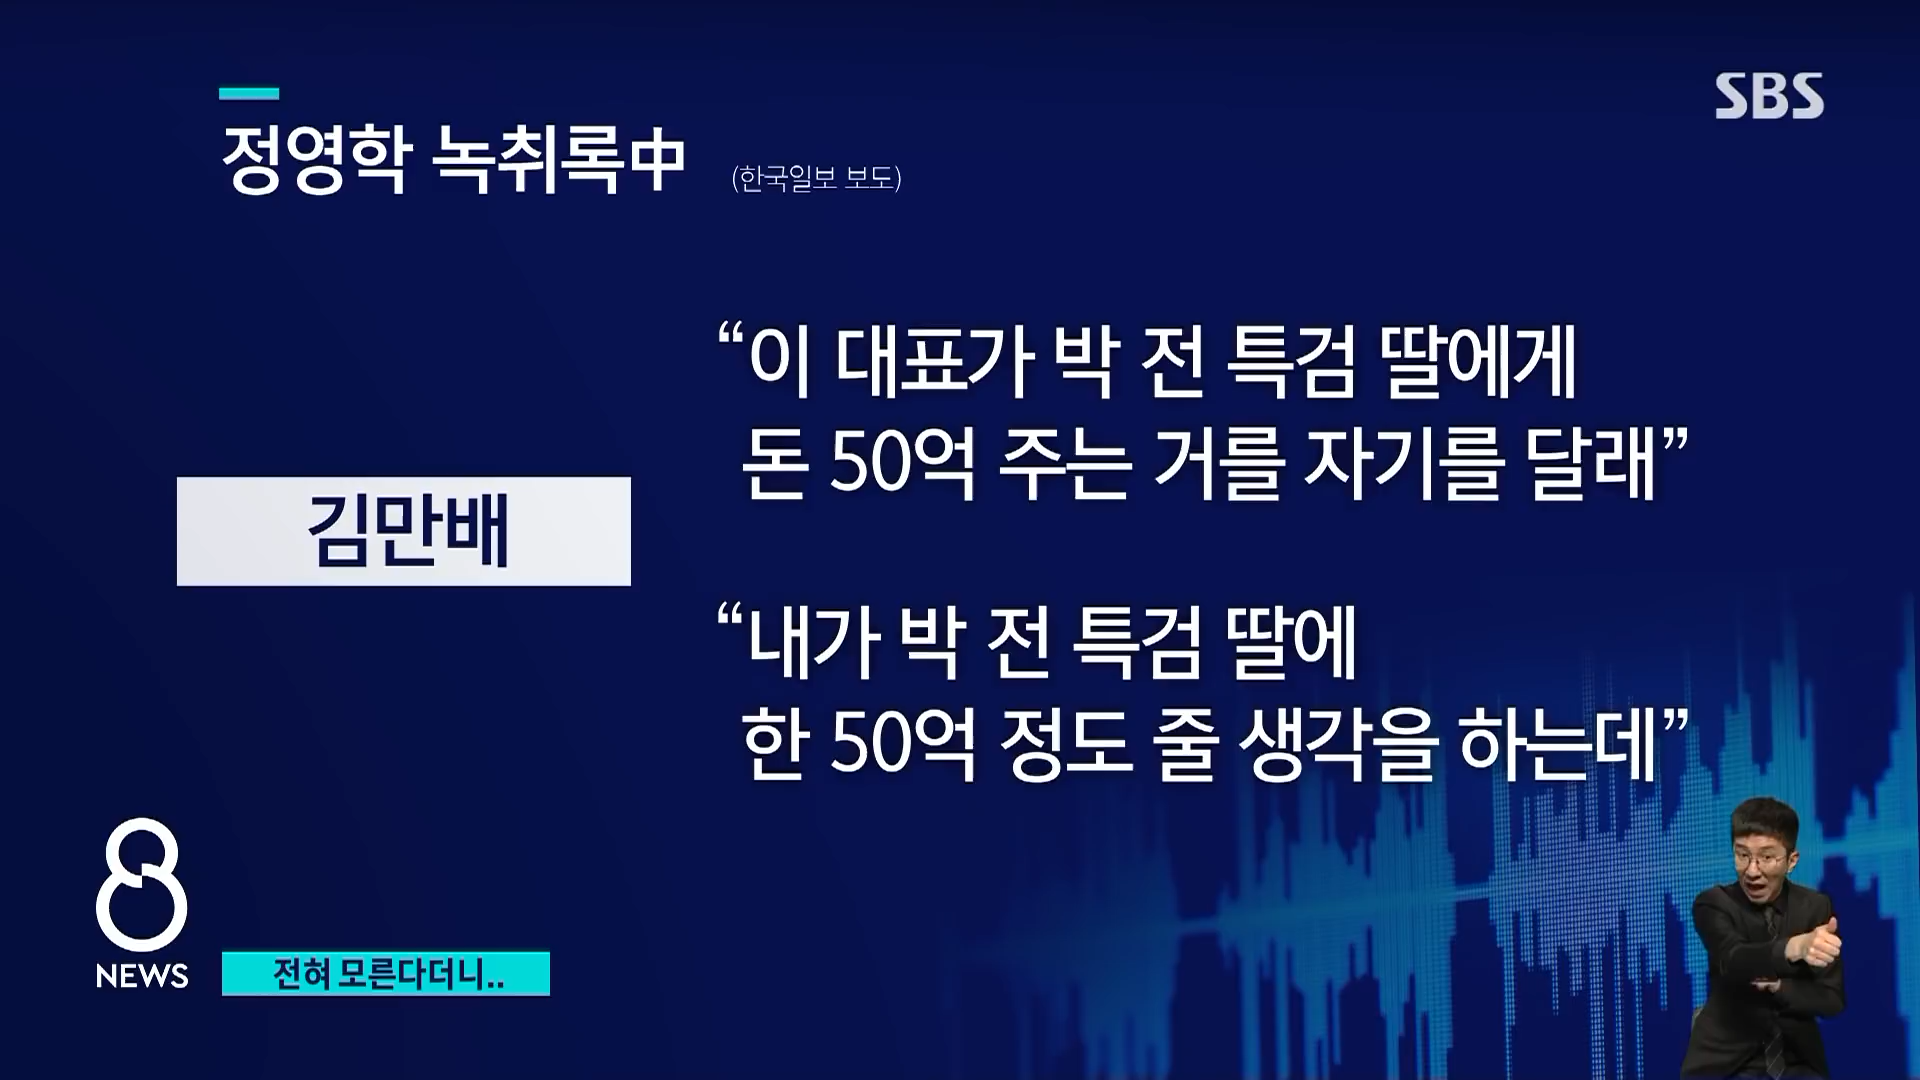 SBS
정영학 녹취록中 (한국일보 보도)
“이 대표가 박 전 특검 딸에게
돈 50억 주는 거를 자기를 달래”
김만배
“내가 박 전 특검 딸에
한 50억 정도 줄 생각을 하는데”
8
NEWS
전혀 모른다더니..